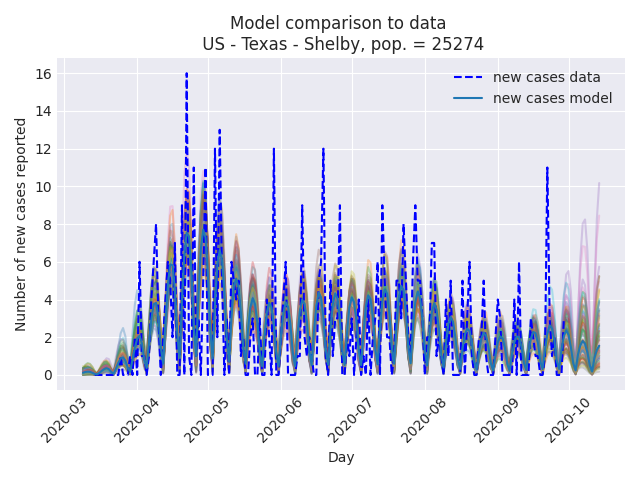 Model comparison to data
US - Texas - Shelby, pop. = 25274
new cases data
new cases model
Number of new cases reported
16
14
12
10
8
6
4
2
0
2020-03
2020-04
2020-05
2020-06
2020-07
2020-08
2020-09
2020-10
Day